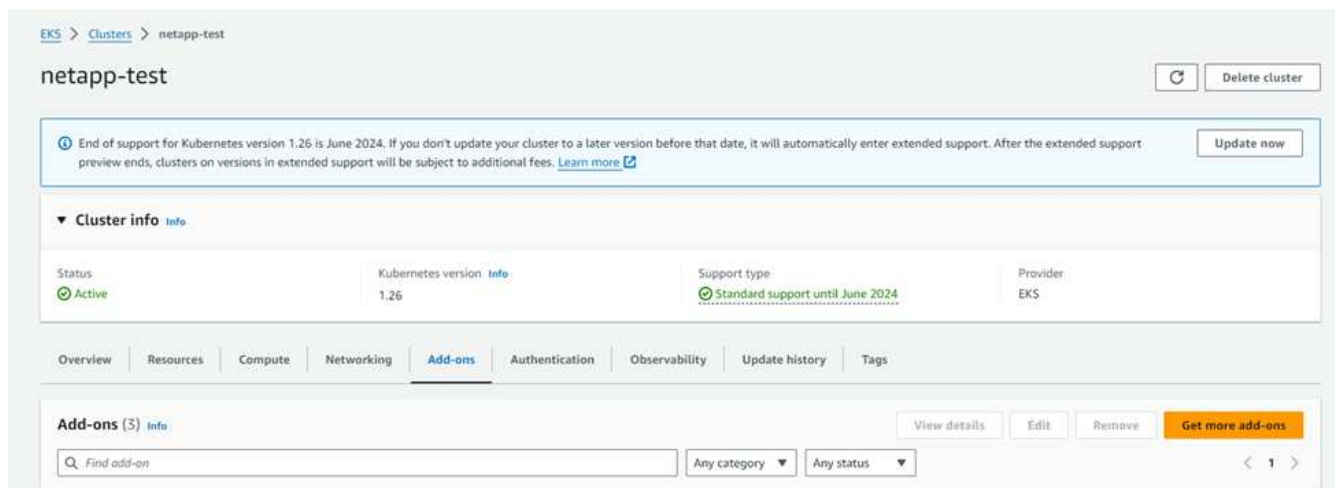 EKS > Clusters > netapp-test
netapp-test
Delete cluster
End of support for Kubernetes version 1.26 is June 2024. If you don't update your cluster to a later version before that date, it will automatically enter extended support. After the extended support
preview ends, clusters on versions in extended support will be subject to additional fees. Learn more
Update now
Cluster info Info
Status
Kubernetes version Info
Support type
Provider
Active
1.26
Standard support until June 2024
EKS
Overview
Resources
Compute
Networking
Add-ons
Authentication
Observability
Update history
Tags
Add-ons (3) Info
View details
Edit
Remove
Get more add-ons
Find add-on
Any category
Any status
< 1 >